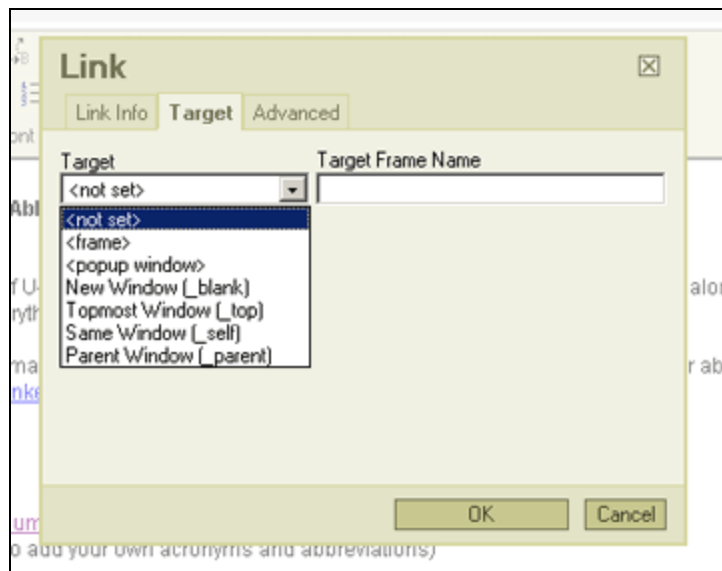 Link
Link Info Target Advanced
Target
Target Frame Name
<not set>
<not set>
<frame>
<popup window>
New Window (_blank)
Topmost Window (_top)
Same Window (_self)
Parent Window (_parent)
OK Cancel
o add your own acronyms and abbreviations)